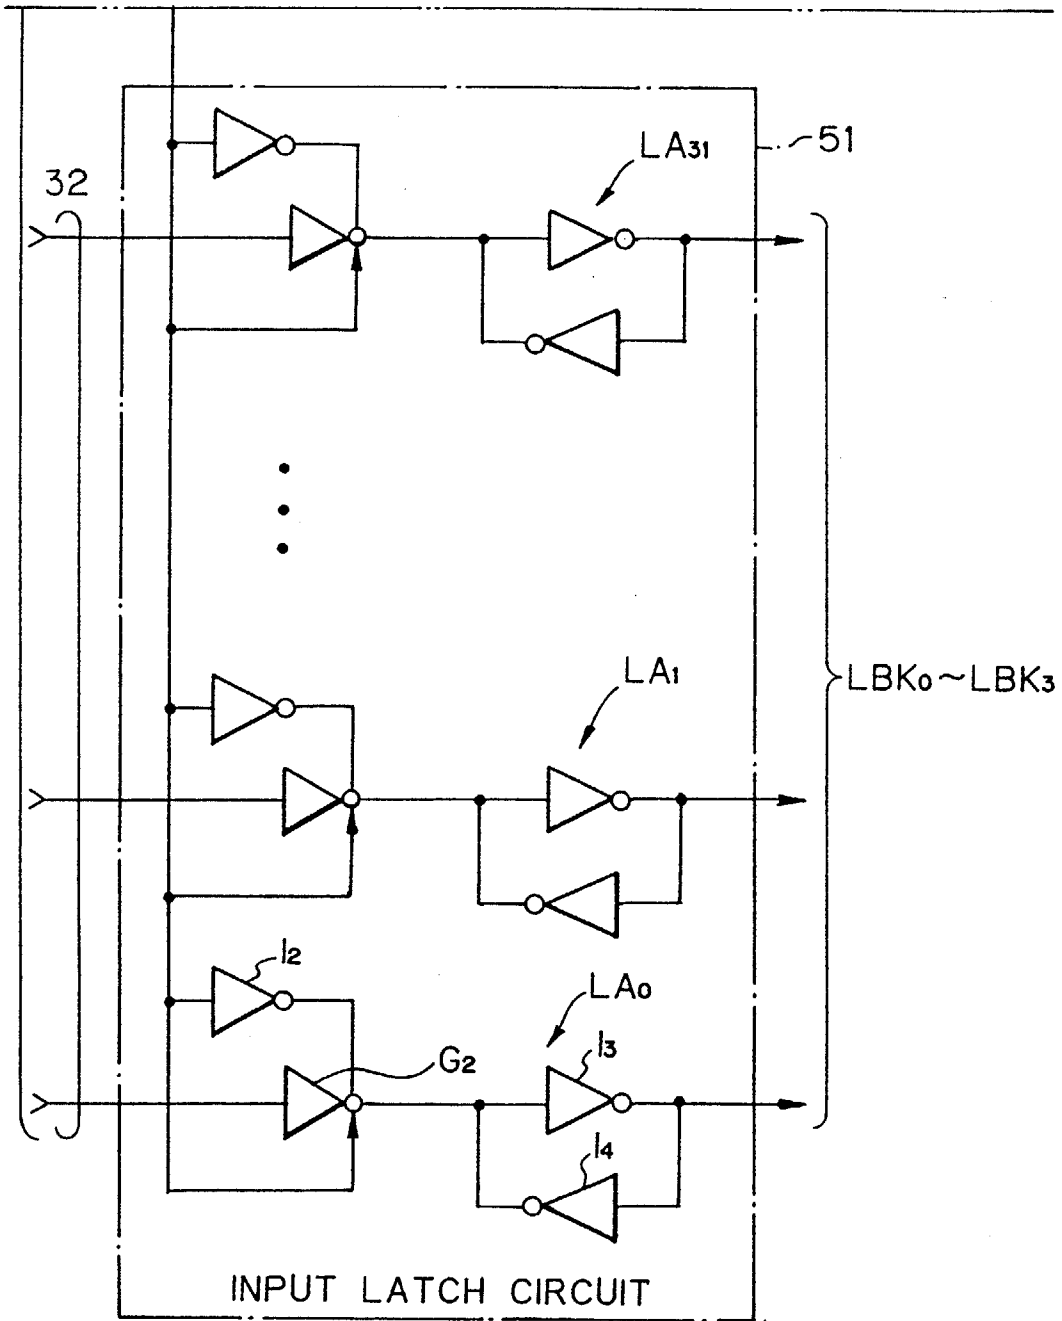 51
LA31
32
LA1
LBK0~LBK3
I2
LA0
I3
G2
I4
INPUT LATCH CIRCUIT